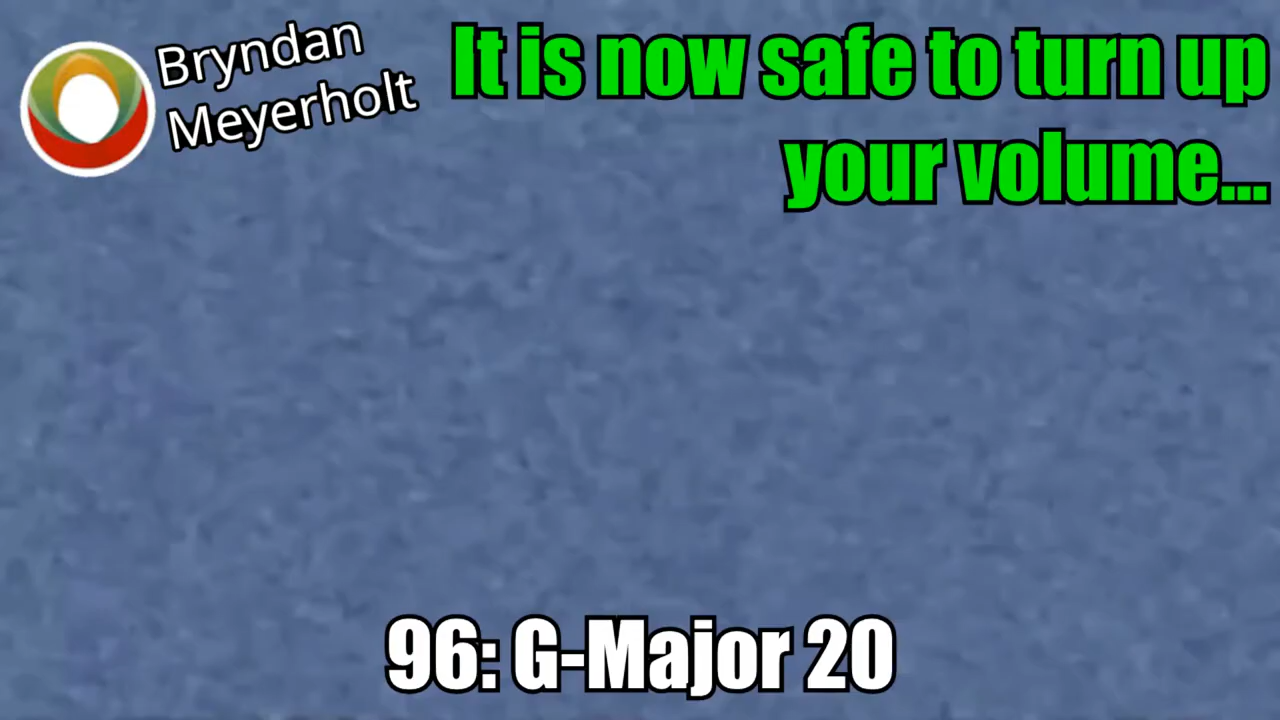 Bryndan
Meyerholt
It is now safe to turn up
your volume...
96: G-Major 20